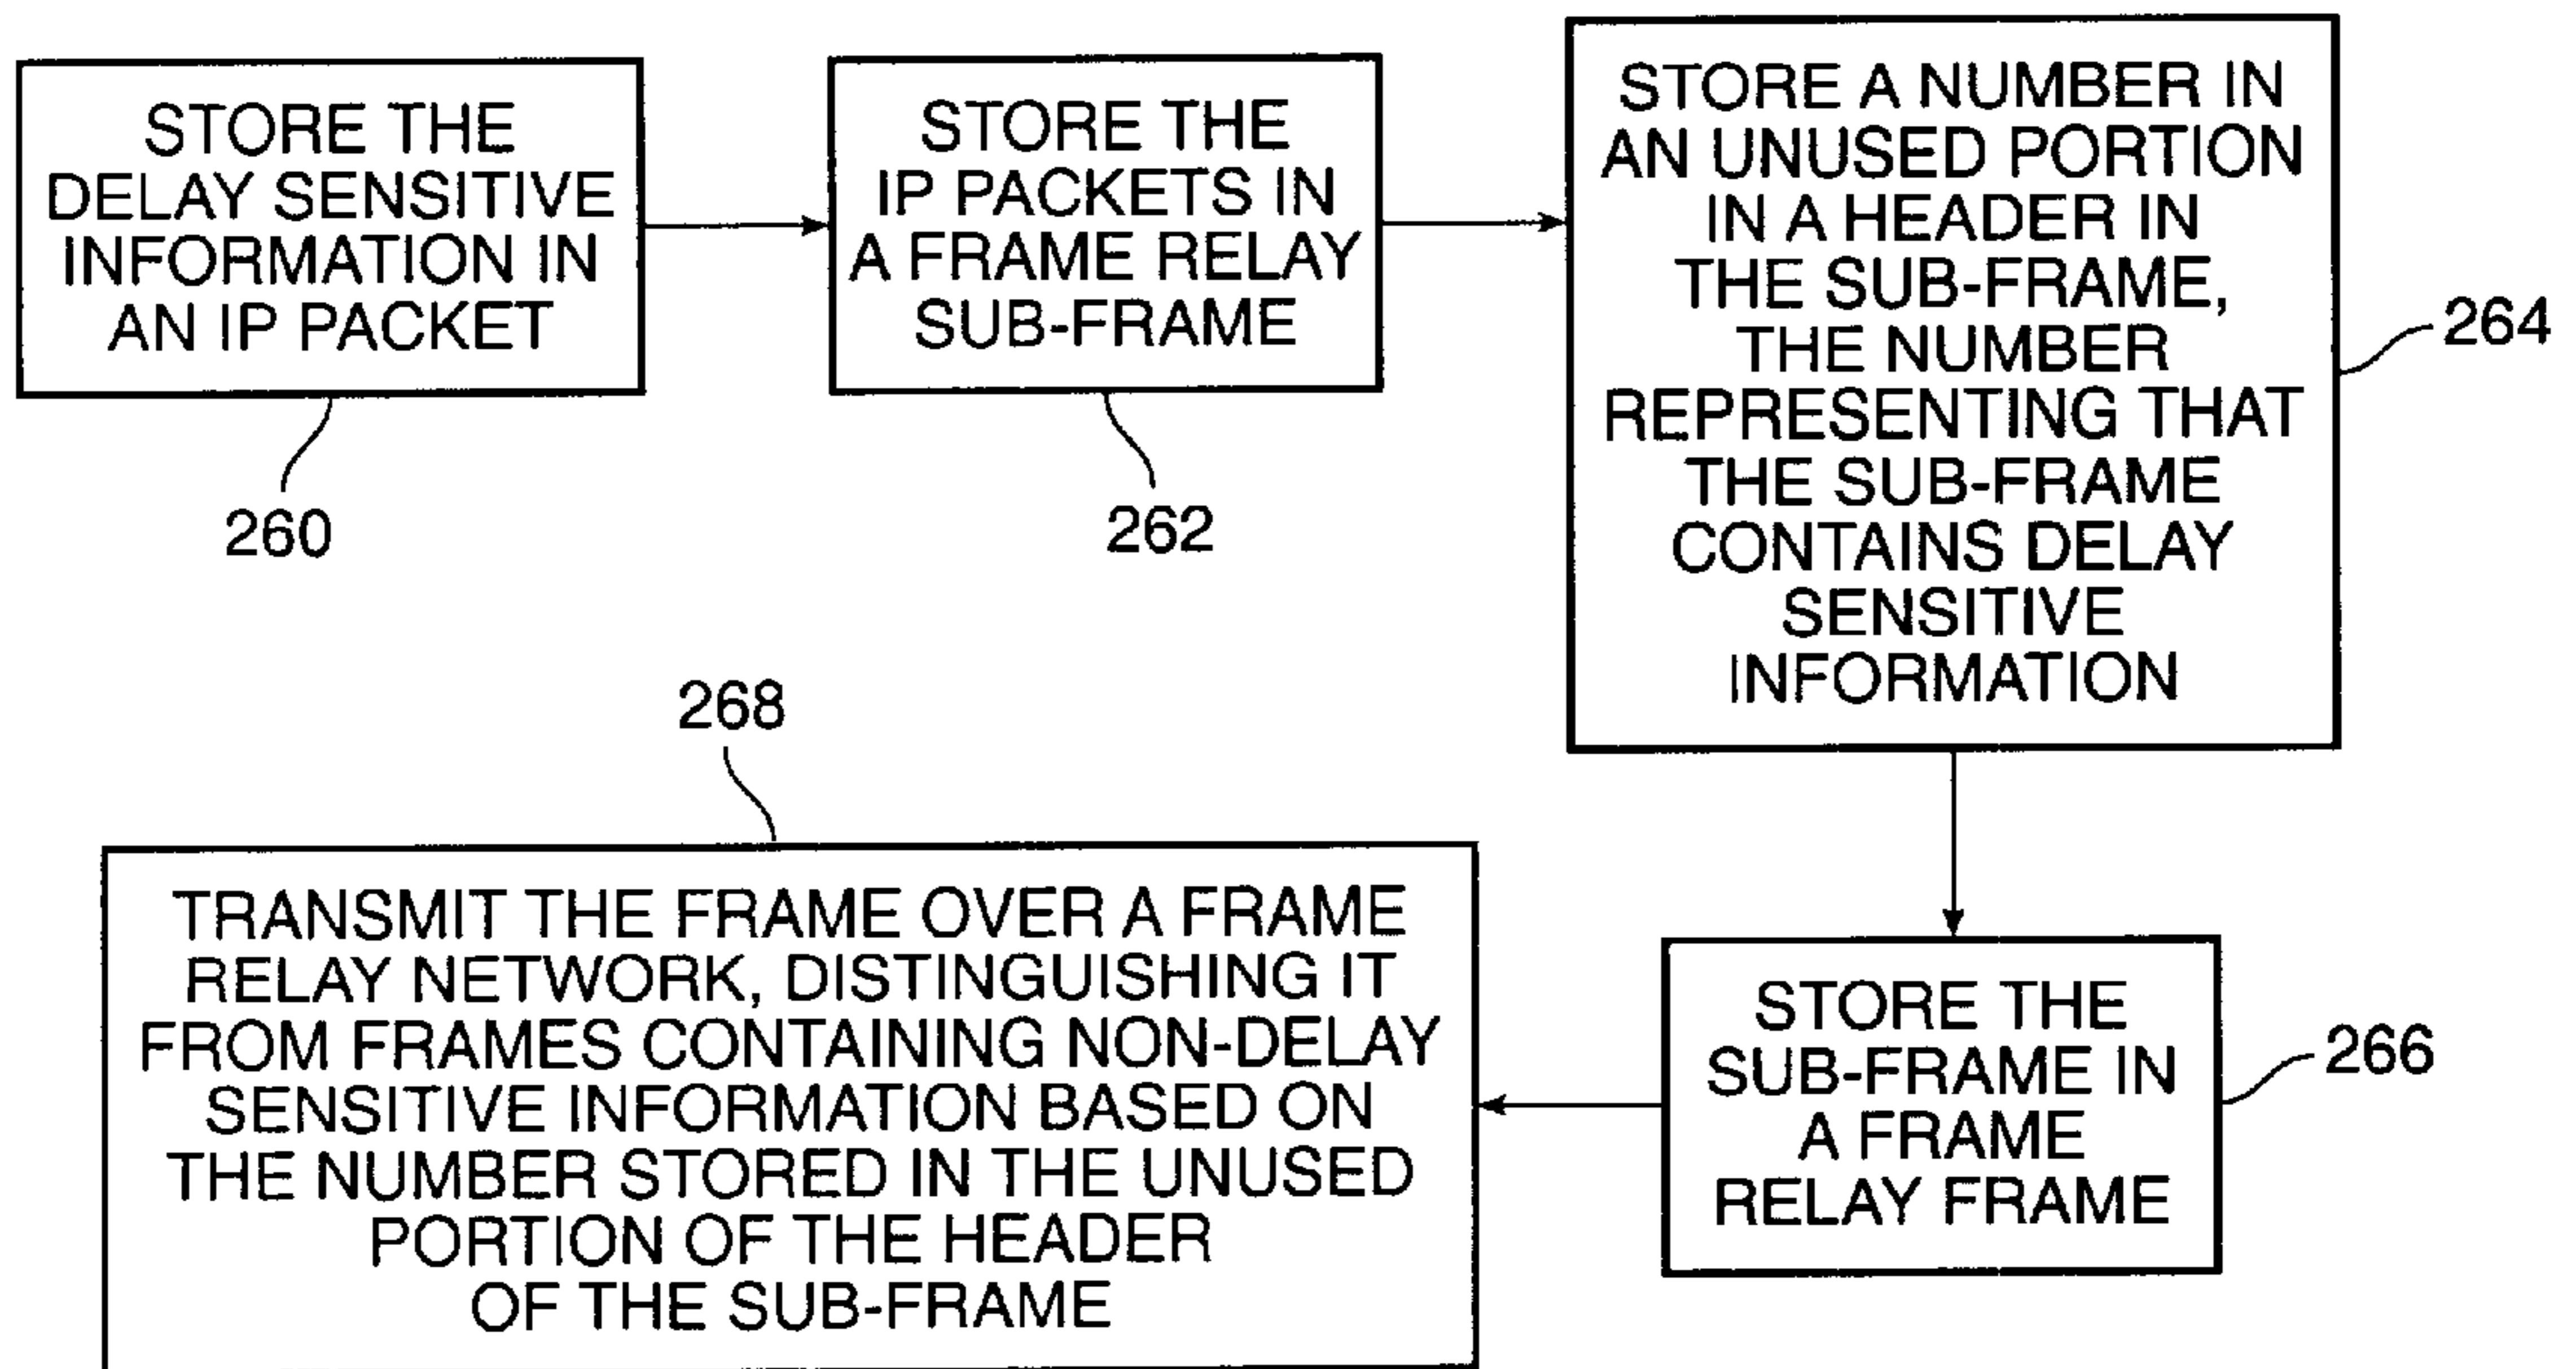 STORE THE
DELAY SENSITIVE
INFORMATION IN
AN IP PACKET
260
STORE THE
IP PACKETS IN
A FRAME RELAY
SUB-FRAME
262
STORE A NUMBER IN
AN UNUSED PORTION
IN A HEADER IN
THE SUB-FRAME,
THE NUMBER
REPRESENTING THAT
THE SUB-FRAME
CONTAINS DELAY
SENSITIVE
INFORMATION
264
STORE THE
SUB-FRAME IN
A FRAME
RELAY FRAME
266
268
TRANSMIT THE FRAME OVER A FRAME
RELAY NETWORK, DISTINGUISHING IT
FROM FRAMES CONTAINING NON-DELAY
SENSITIVE INFORMATION BASED ON
THE NUMBER STORED IN THE UNUSED
PORTION OF THE HEADER
OF THE SUB-FRAME